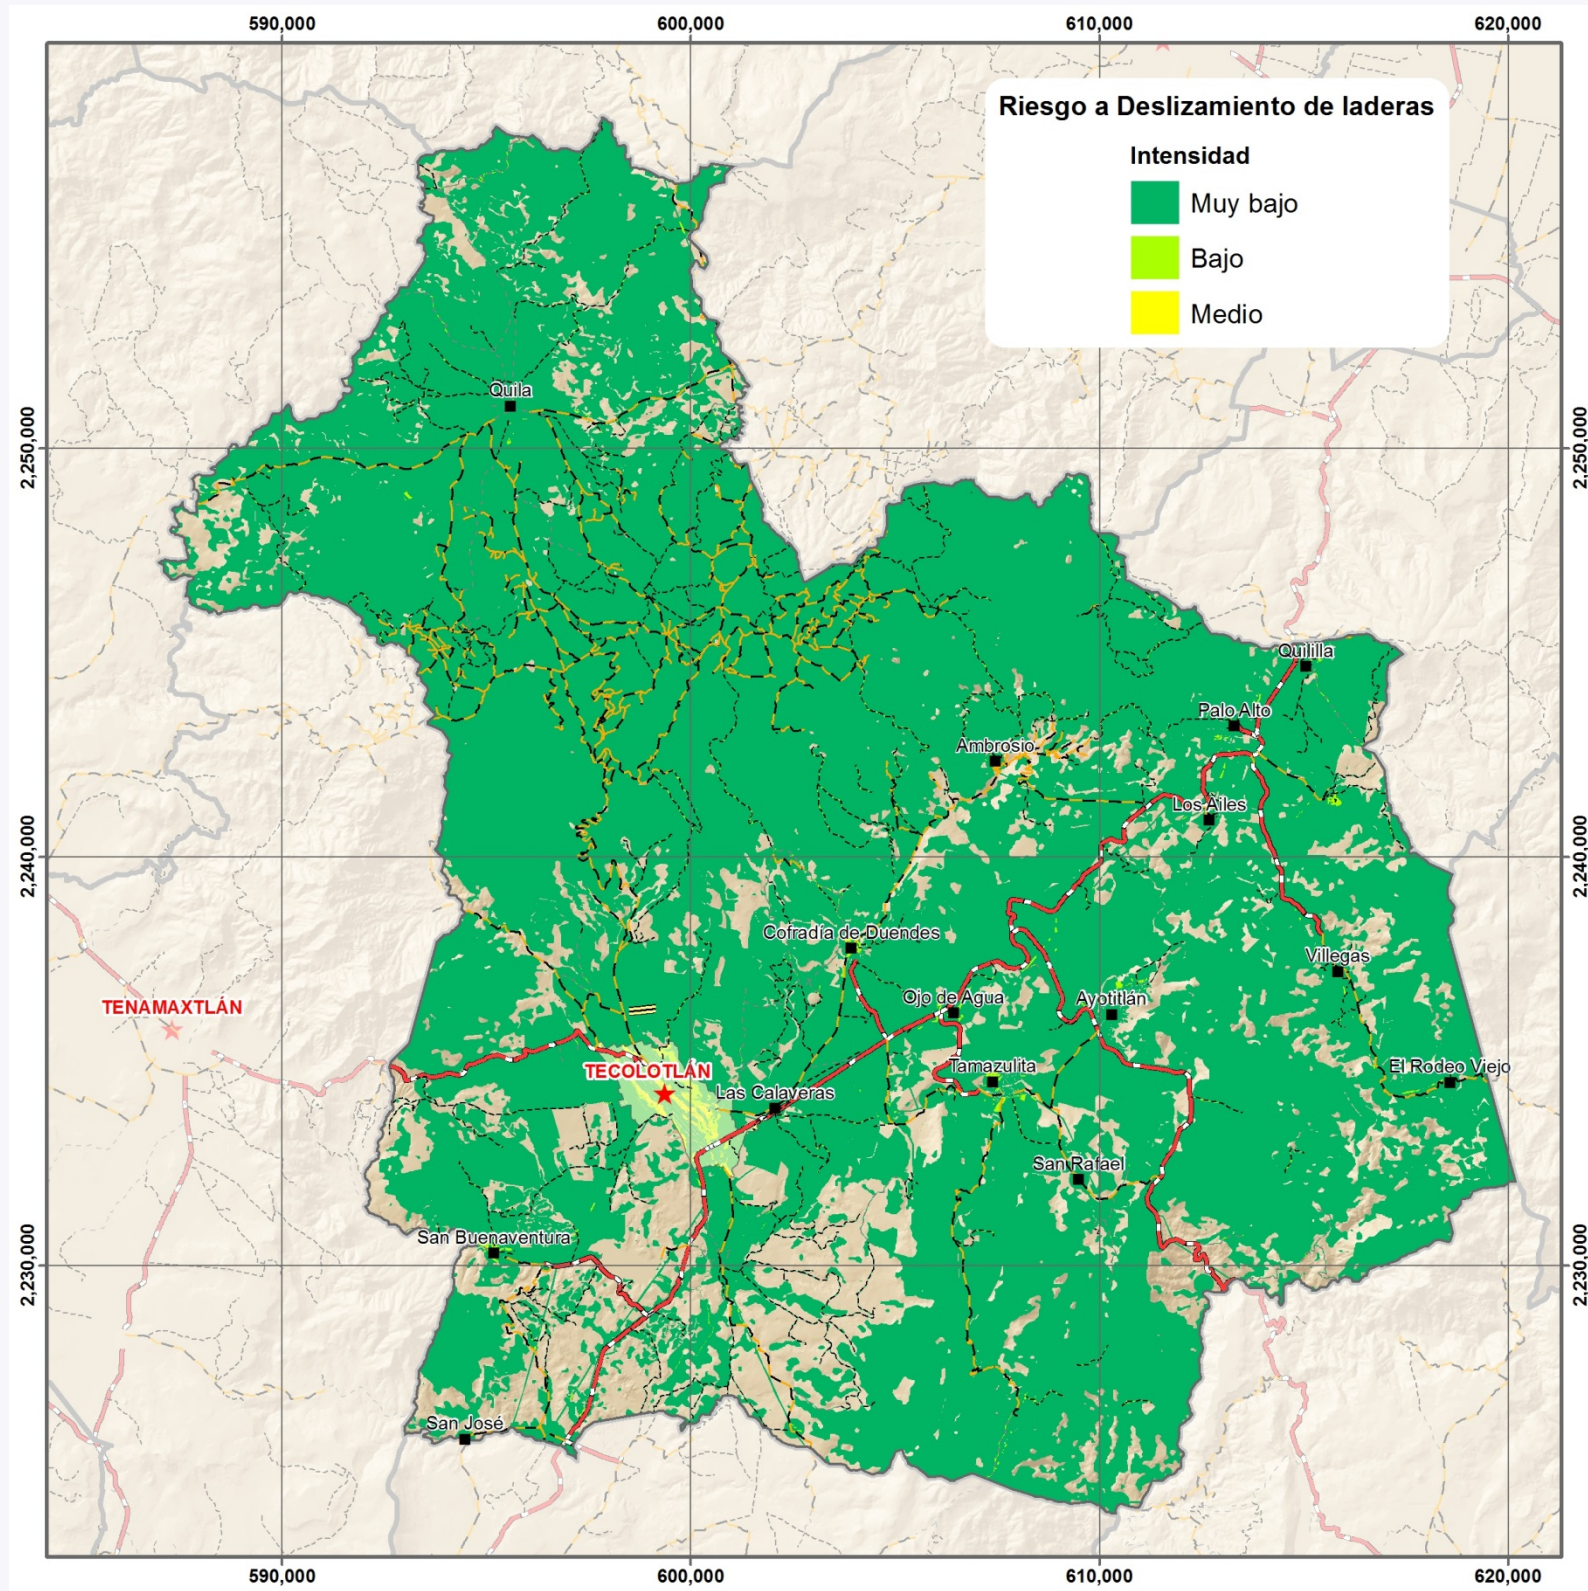 590,000
600,000
610,000
620,000
Riesgo a Deslizamiento de laderas
Intensidad
Muy bajo
Bajo
Medio
Quila
2,250,000
2,250,000
Quililla
Palo Alto
Ambrosio
Los Ailes
2,240,000
2,240,000
Cofradía de Duendes
Villegas
Ojo de Agua
Ayotitlán
TENAMAXTLÁN
TECOLOTLÁN
Tamazulita
El Rodeo Viejo
Las Calaveras
San Rafael
San Buenaventura
2,230,000
2,230,000
San José
590,000
600,000
610,000
620,000